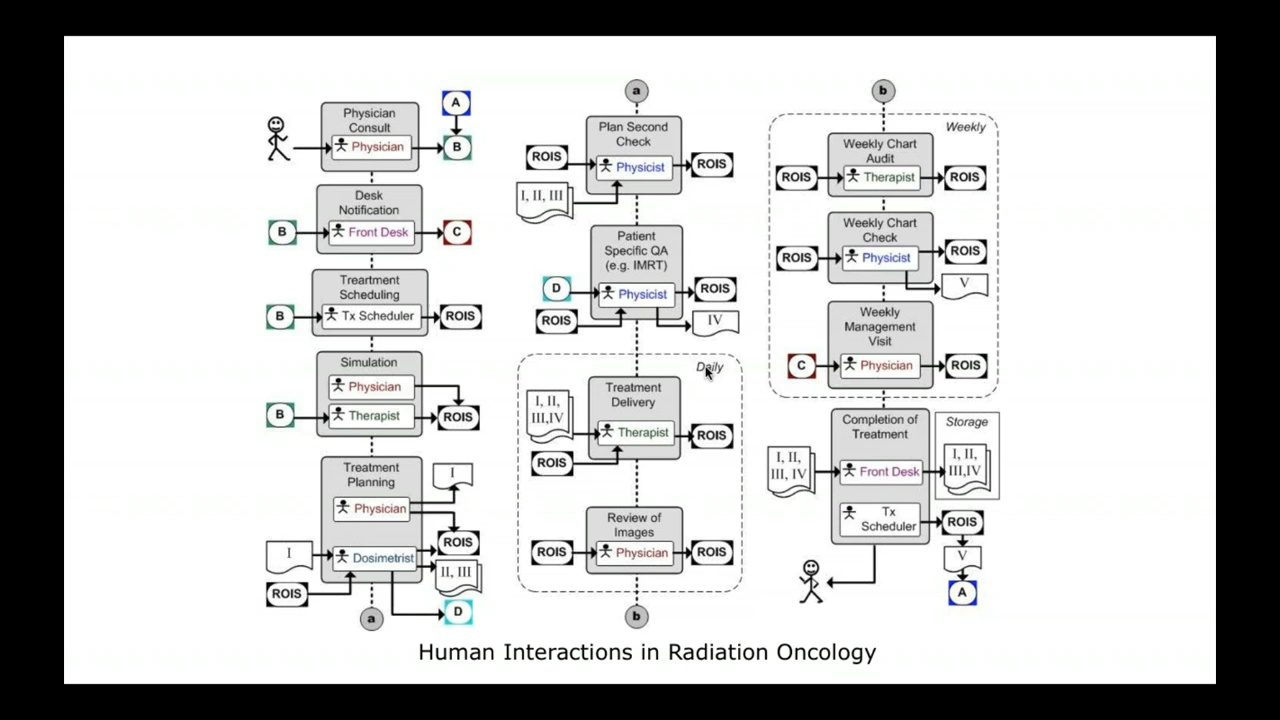 Physician
Consult
Physician
A
B
Desk
Notification
B
Front Desk
C
Treatment
Scheduling
B
Tx Scheduler
ROIS
Simulation
Physician
B
Therapist
ROIS
Treatment
Planning
I
Physician
ROIS
I
Dosimetrist
II, III
ROIS
D
a
a
Plan Second
Check
ROIS
Physicist
ROIS
I, II, III
Patient
Specific QA
(e.g. IMRT)
D
Physicist
ROIS
ROIS
IV
Daily
Treatment
Delivery
I, II,
III,IV
Therapist
ROIS
ROIS
Review of
Images
ROIS
Physician
ROIS
b
b
Weekly
Weekly Chart
Audit
ROIS
Therapist
ROIS
Weekly Chart
Check
ROIS
Physicist
ROIS
V
Weekly
Management
Visit
C
Physician
ROIS
Completion of
Treatment
Storage
I, II,
III, IV
Front Desk
I, II,
III,IV
Tx
Scheduler
ROIS
V
A
Human Interactions in Radiation Oncology